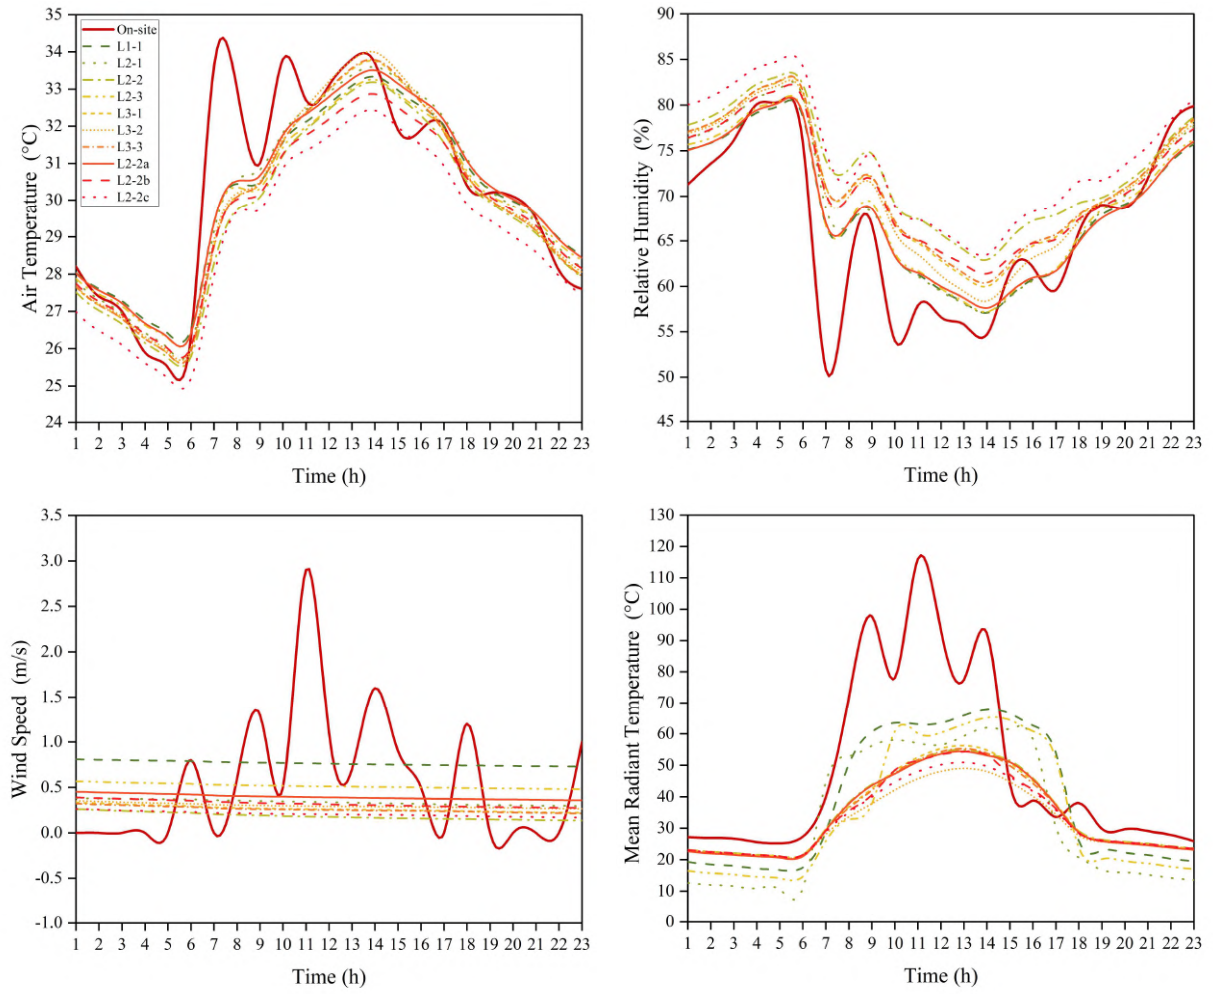 Air Temperature (°C)
35
34
33
32
31
30
29
28
27
26
25
24
On-site
L1-1
L2-1
L2-2
L2-3
L3-1
L3-2
L3-3
L2-2a
L2-2b
L2-2c
1 2 3 4 5 6 7 8 9 10 11 12 13 14 15 16 17 18 19 20 21 22 23
Time (h)
Relative Humidity (%)
90
85
80
75
70
65
60
55
50
45
1 2 3 4 5 6 7 8 9 10 11 12 13 14 15 16 17 18 19 20 21 22 23
Time (h)
Wind Speed (m/s)
3.5
3.0
2.5
2.0
1.5
1.0
0.5
0.0
-0.5
-1.0
1 2 3 4 5 6 7 8 9 10 11 12 13 14 15 16 17 18 19 20 21 22 23
Time (h)
Mean Radiant Temperature (°C)
130
120
110
100
90
80
70
60
50
40
30
20
10
0
1 2 3 4 5 6 7 8 9 10 11 12 13 14 15 16 17 18 19 20 21 22 23
Time (h)